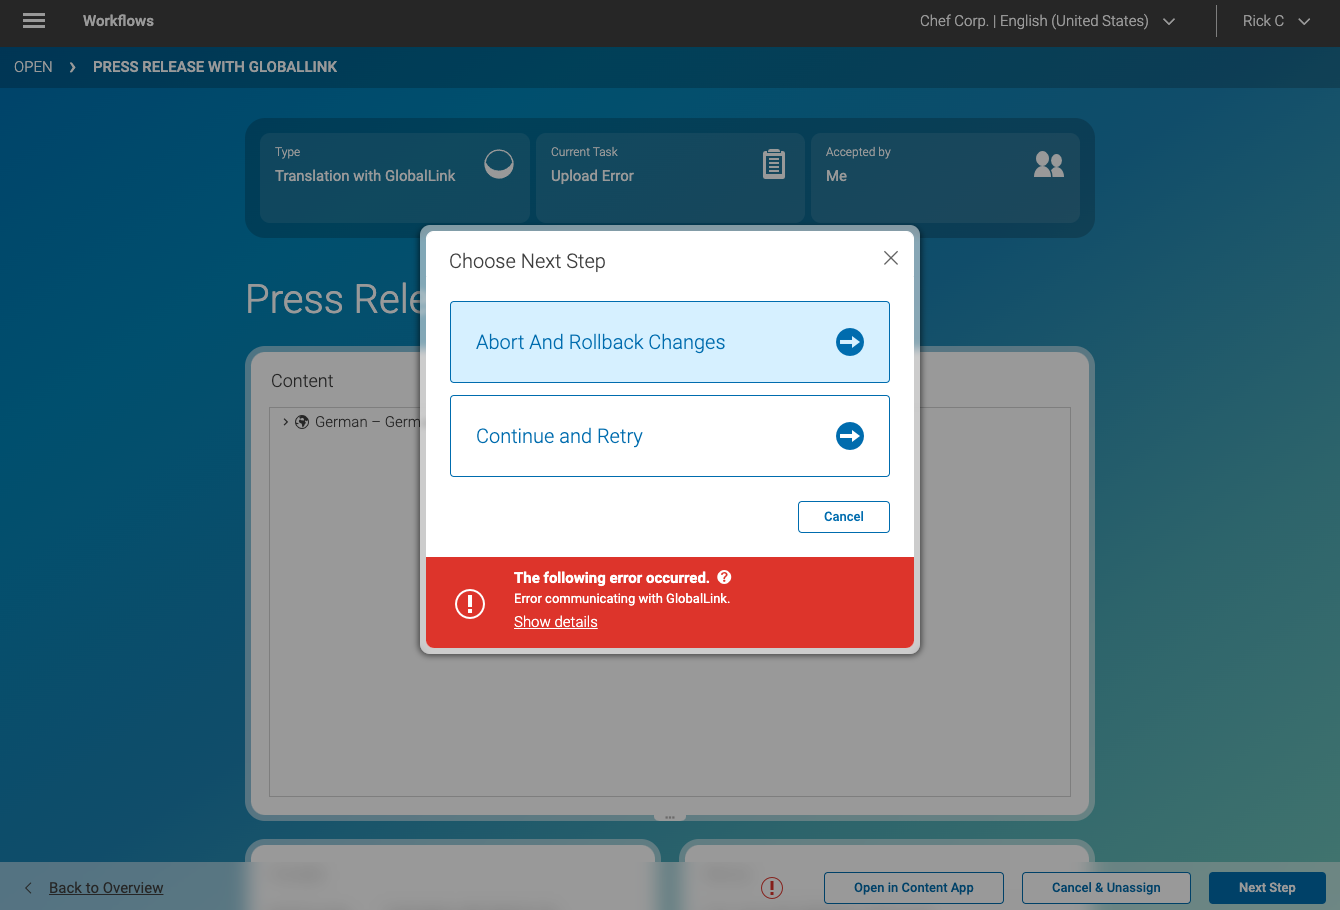 Workflows
Chef Corp. | English (United States)
Rick C
OPEN
PRESS RELEASE WITH GLOBALLINK
Type
Translation with GlobalLink
Current Task
Upload Error
Accepted by
Me
Press Rele
Choose Next Step
Abort And Rollback Changes
Content
German – Germ
Continue and Retry
Cancel
The following error occurred.
Error communicating with GlobalLink.
Show details
Back to Overview
Open in Content App
Cancel & Unassign
Next Step